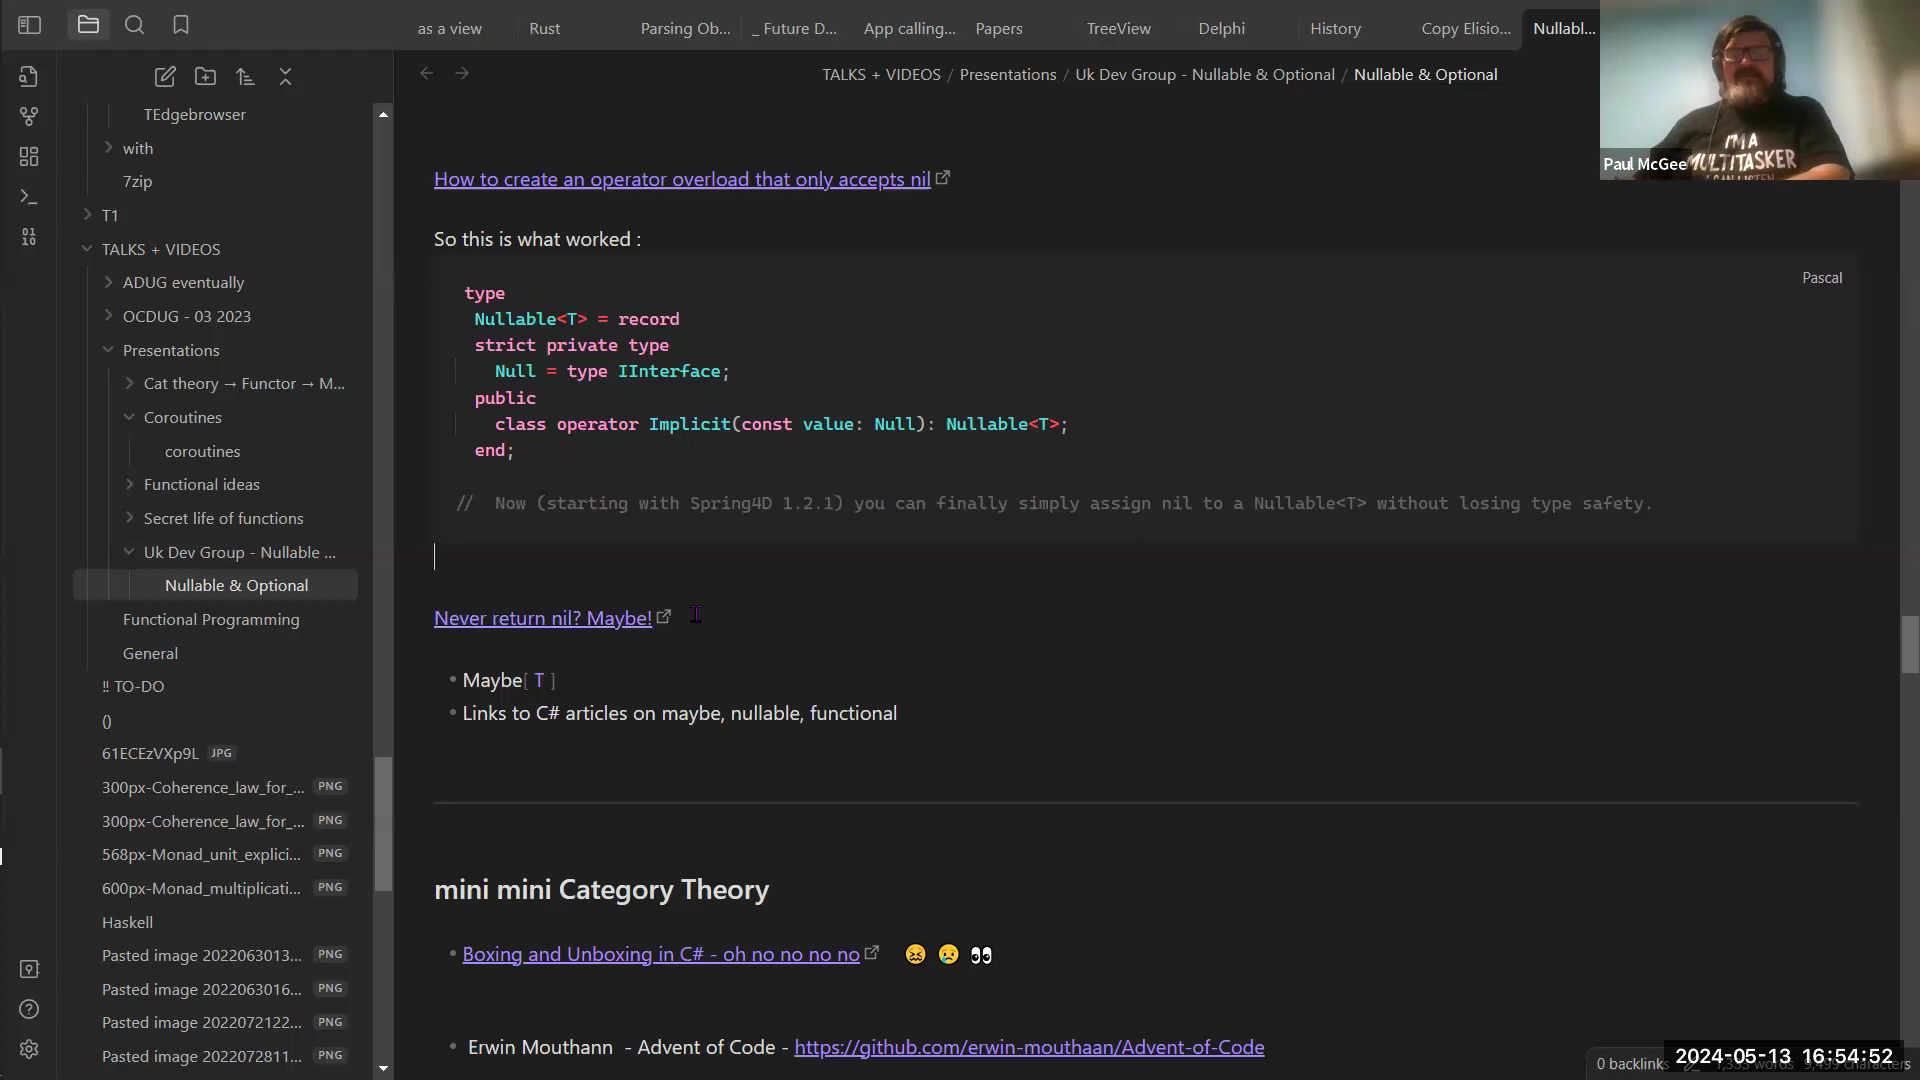 as a view
Rust
Parsing Ob...
_ Future D...
App calling...
Papers
TreeView
Delphi
History
Copy Elisio...
Nullabl...
TALKS + VIDEOS / Presentations / Uk Dev Group - Nullable & Optional / Nullable & Optional
I'M A
MULTITASKER
I CAN LISTEN
Paul McGee
TEdgebrowser
with
7zip
T1
TALKS + VIDEOS
ADUG eventually
OCDUG - 03 2023
Presentations
Cat theory → Functor → M...
Coroutines
coroutines
Functional ideas
Secret life of functions
Uk Dev Group - Nullable ...
Nullable & Optional
Functional Programming
General
!! TO-DO
()
61ECEzVXp9L JPG
300px-Coherence_law_for_... PNG
300px-Coherence_law_for_... PNG
568px-Monad_unit_explici... PNG
600px-Monad_multiplicati... PNG
Haskell
Pasted image 2022063013... PNG
Pasted image 2022063016... PNG
Pasted image 2022072122... PNG
Pasted image 2022072811... PNG
How to create an operator overload that only accepts nil
So this is what worked :
Pascal
type
Nullable<T> = record
strict private type
Null = type IInterface;
public
class operator Implicit(const value: Null): Nullable<T>;
end;
// Now (starting with Spring4D 1.2.1) you can finally simply assign nil to a Nullable<T> without losing type safety.
Never return nil? Maybe!
• Maybe[ T ]
• Links to C# articles on maybe, nullable, functional
mini mini Category Theory
• Boxing and Unboxing in C# - oh no no no no 😖 😢 👀
• Erwin Mouthann - Advent of Code - https://github.com/erwin-mouthaan/Advent-of-Code
0 backlinks
2024-05-13 16:54:52